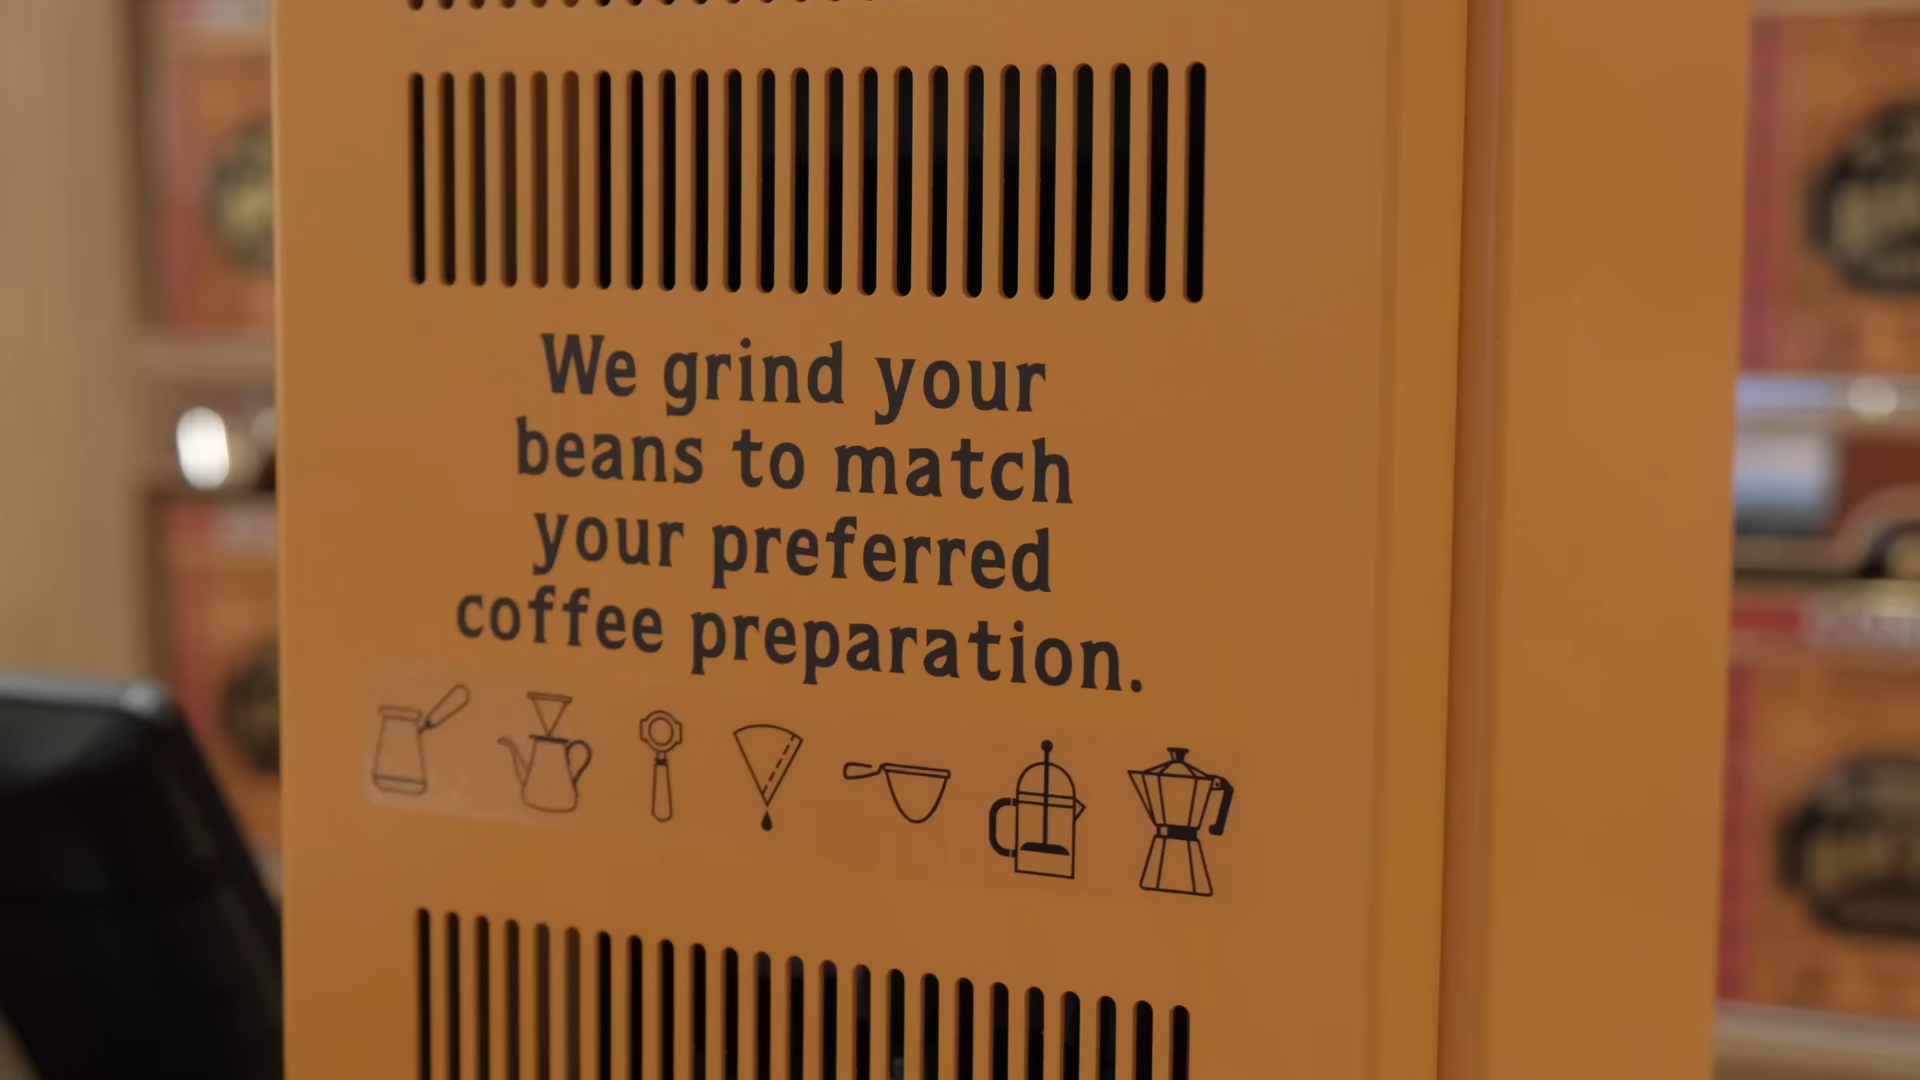 We grind your
beans to match
your preferred
coffee preparation.